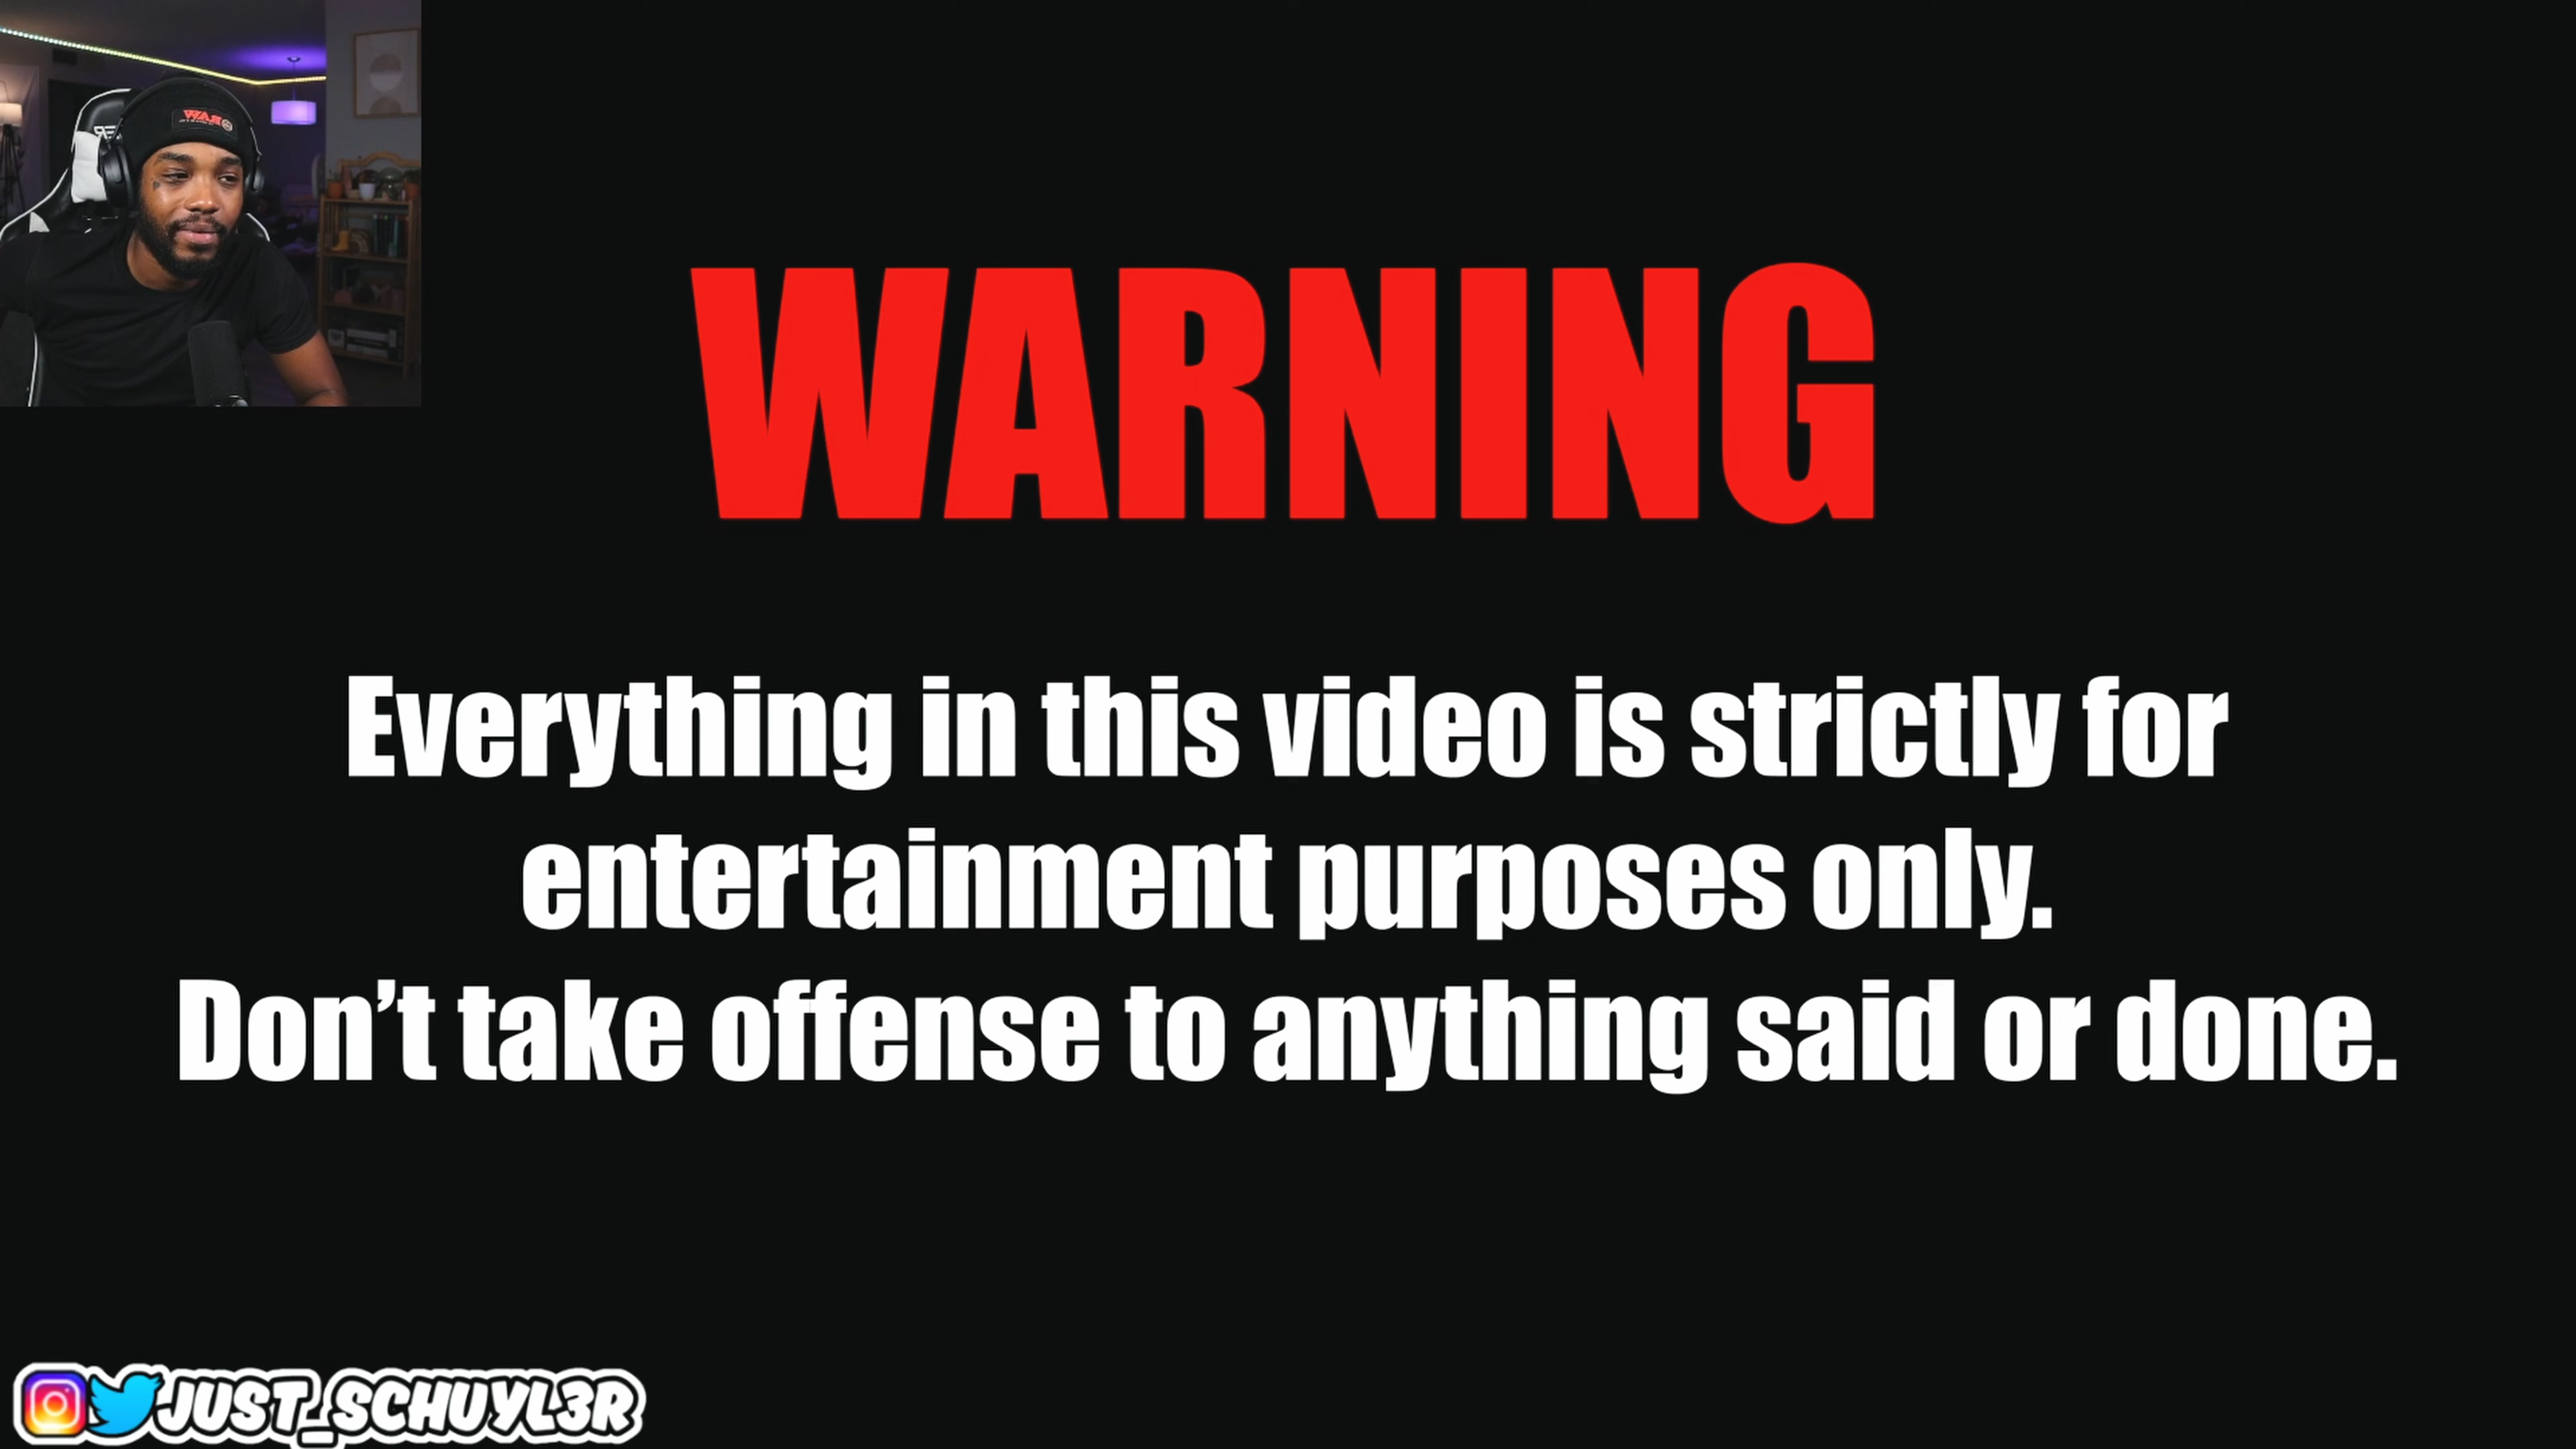 WAR
WARNING
Everything in this video is strictly for
entertainment purposes only.
Don’t take offense to anything said or done.
JUST_SCHUYL3R